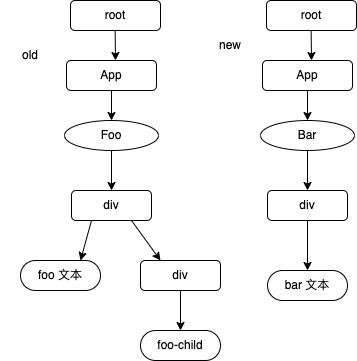 root
old
App
Foo
div
foo 文本
div
foo-child
root
new
App
Bar
div
bar 文本